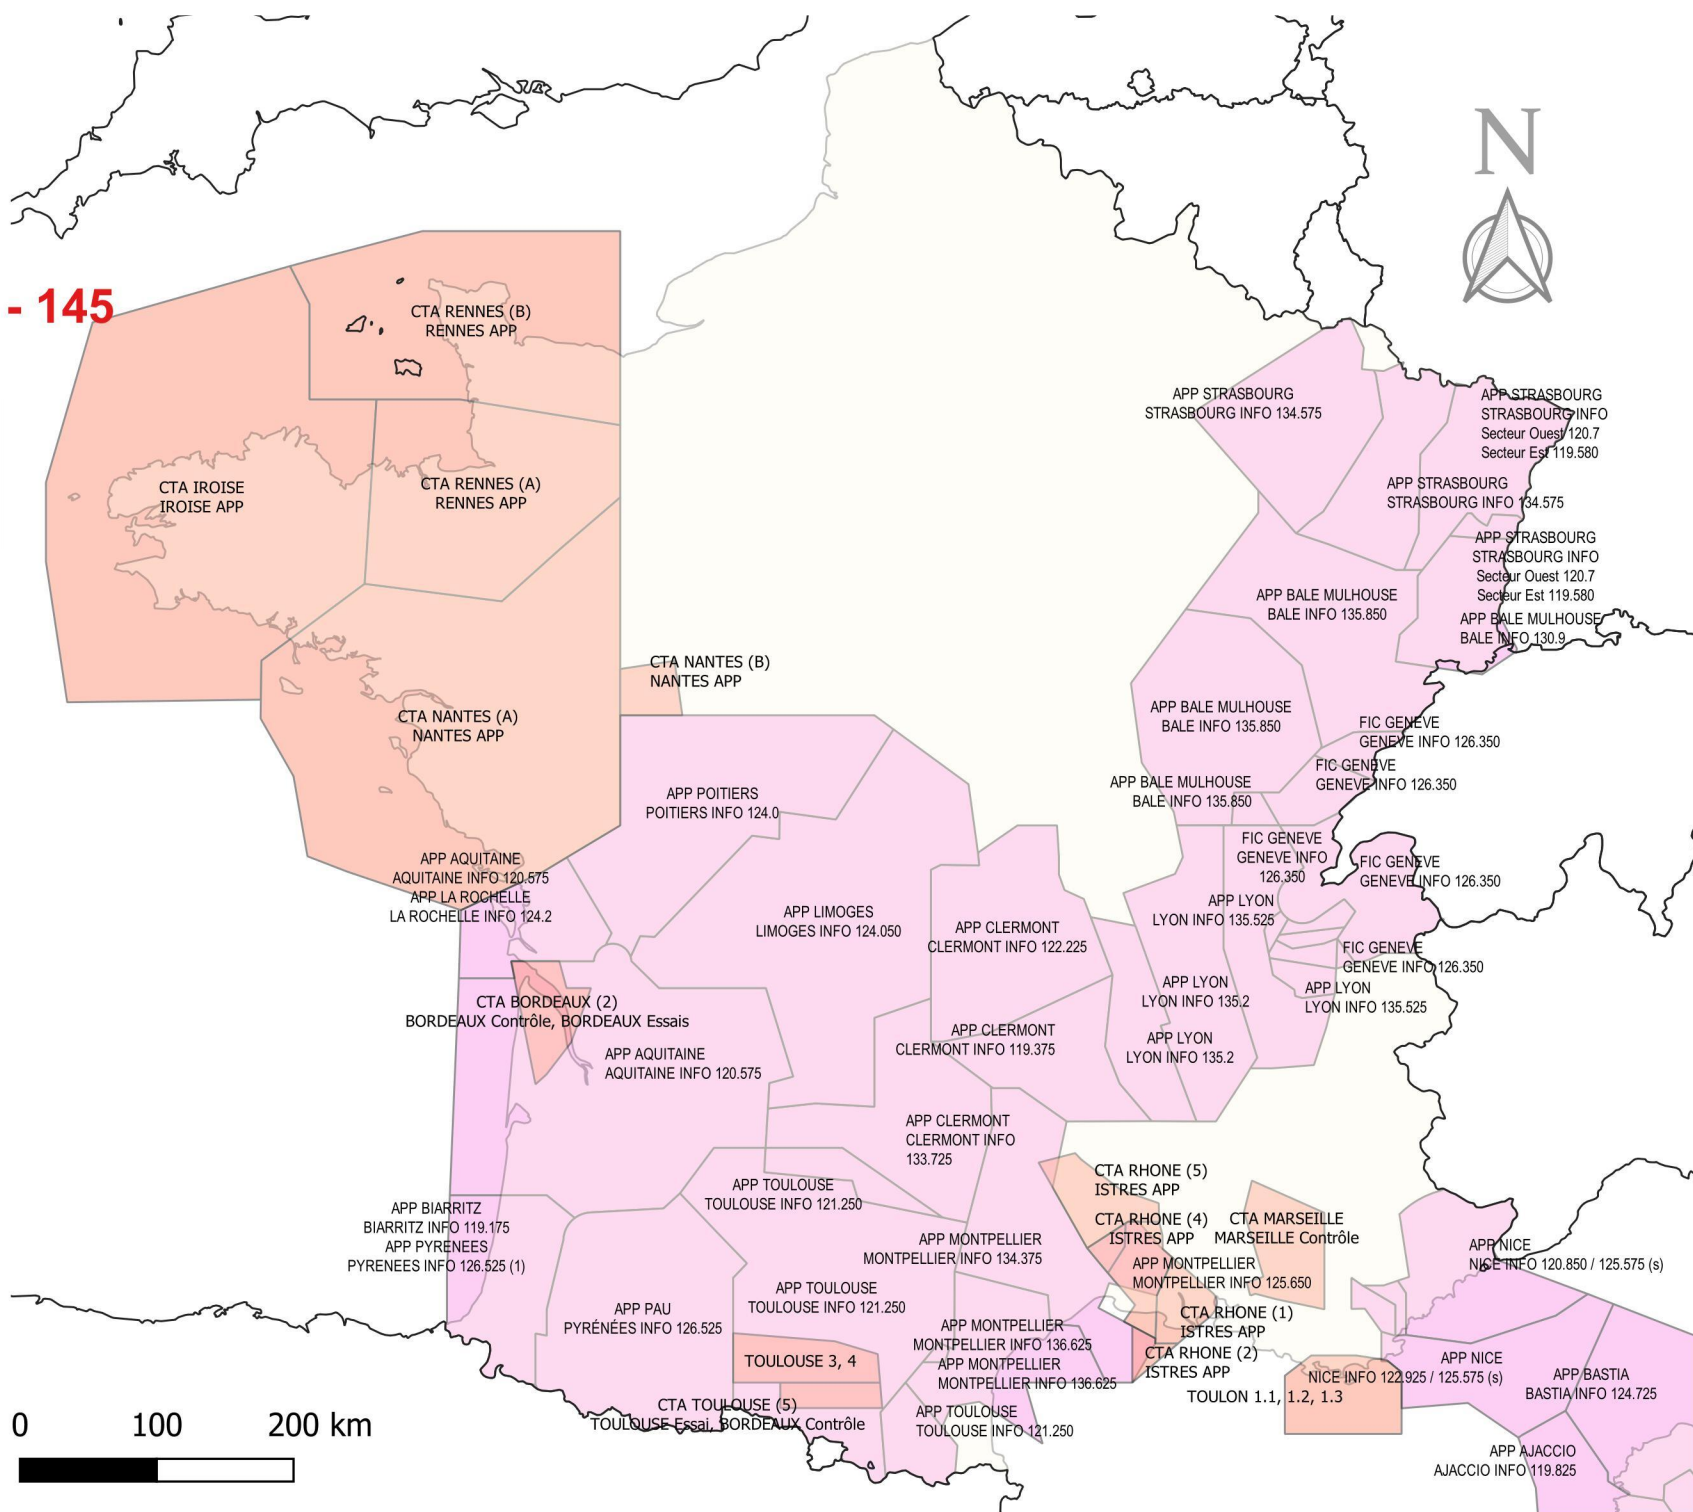 N
- 145
CTA RENNES (B)
RENNES APP
CTA IROISE
IROISE APP
CTA RENNES (A)
RENNES APP
APP STRASBOURG
STRASBOURG INFO 134.575
APP STRASBOURG
STRASBOURG INFO
Secteur Ouest 120.7
Secteur Est 119.580
APP STRASBOURG
STRASBOURG INFO 134.575
APP STRASBOURG
STRASBOURG INFO
Secteur Ouest 120.7
Secteur Est 119.580
APP BALE MULHOUSE
BALE INFO 135.850
APP BALE MULHOUSE
BALE INFO 130.9
CTA NANTES (B)
NANTES APP
CTA NANTES (A)
NANTES APP
APP BALE MULHOUSE
BALE INFO 135.850
FIC GENEVE
GENEVE INFO 126.350
FIC GENEVE
GENEVE INFO 126.350
APP BALE MULHOUSE
BALE INFO 135.850
APP POITIERS
POITIERS INFO 124.0
FIC GENEVE
GENEVE INFO
126.350
FIC GENEVE
GENEVE INFO 126.350
APP AQUITAINE
AQUITAINE INFO 120.575
APP LA ROCHELLE
LA ROCHELLE INFO 124.2
APP LIMOGES
LIMOGES INFO 124.050
APP CLERMONT
CLERMONT INFO 122.225
APP LYON
LYON INFO 135.525
FIC GENEVE
GENEVE INFO 126.350
APP LYON
LYON INFO 135.2
APP LYON
LYON INFO 135.525
CTA BORDEAUX (2)
BORDEAUX Contrôle, BORDEAUX Essais
APP AQUITAINE
AQUITAINE INFO 120.575
APP CLERMONT
CLERMONT INFO 119.375
APP LYON
LYON INFO 135.2
APP CLERMONT
CLERMONT INFO
133.725
CTA RHONE (5)
ISTRES APP
APP TOULOUSE
TOULOUSE INFO 121.250
APP BIARRITZ
BIARRITZ INFO 119.175
APP PYRENEES
PYRENEES INFO 126.525 (1)
CTA RHONE (4)
ISTRES APP
CTA MARSEILLE
MARSEILLE Contrôle
APP MONTPELLIER
MONTPELLIER INFO 134.375
APP MONTPELLIER
MONTPELLIER INFO 125.650
APP NICE
NICE INFO 120.850 / 125.575 (s)
APP TOULOUSE
TOULOUSE INFO 121.250
APP PAU
PYRÉNÉES INFO 126.525
CTA RHONE (1)
ISTRES APP
APP MONTPELLIER
MONTPELLIER INFO 136.625
CTA RHONE (2)
ISTRES APP
APP MONTPELLIER
MONTPELLIER INFO 136.625
TOULOUSE 3, 4
APP NICE
NICE INFO 122.925 / 125.575 (s)
TOULON 1.1, 1.2, 1.3
APP BASTIA
BASTIA INFO 124.725
CTA TOULOUSE (5)
TOULOUSE Essai, BORDEAUX Contrôle
APP TOULOUSE
TOULOUSE INFO 121.250
APP AJACCIO
AJACCIO INFO 119.825
0 100 200 km